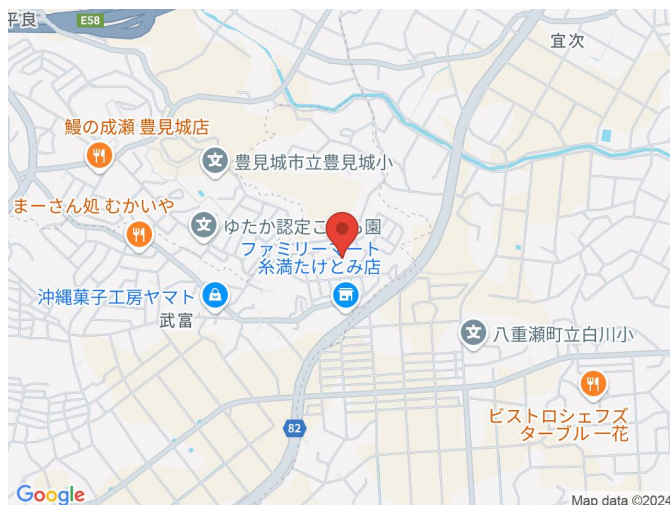 平良
E58
宜次
鰻の成瀬 豊見城店
豊見城市立豊見城小
まーさん処 むかいや
ゆたか認定こ
も園
ファミリーマート
糸満たけとみ店
沖縄菓子工房ヤマト
武富
八重瀬町立白川小
ビストロシェフズ
ターブル 一花
82
Google
Map data ©2024